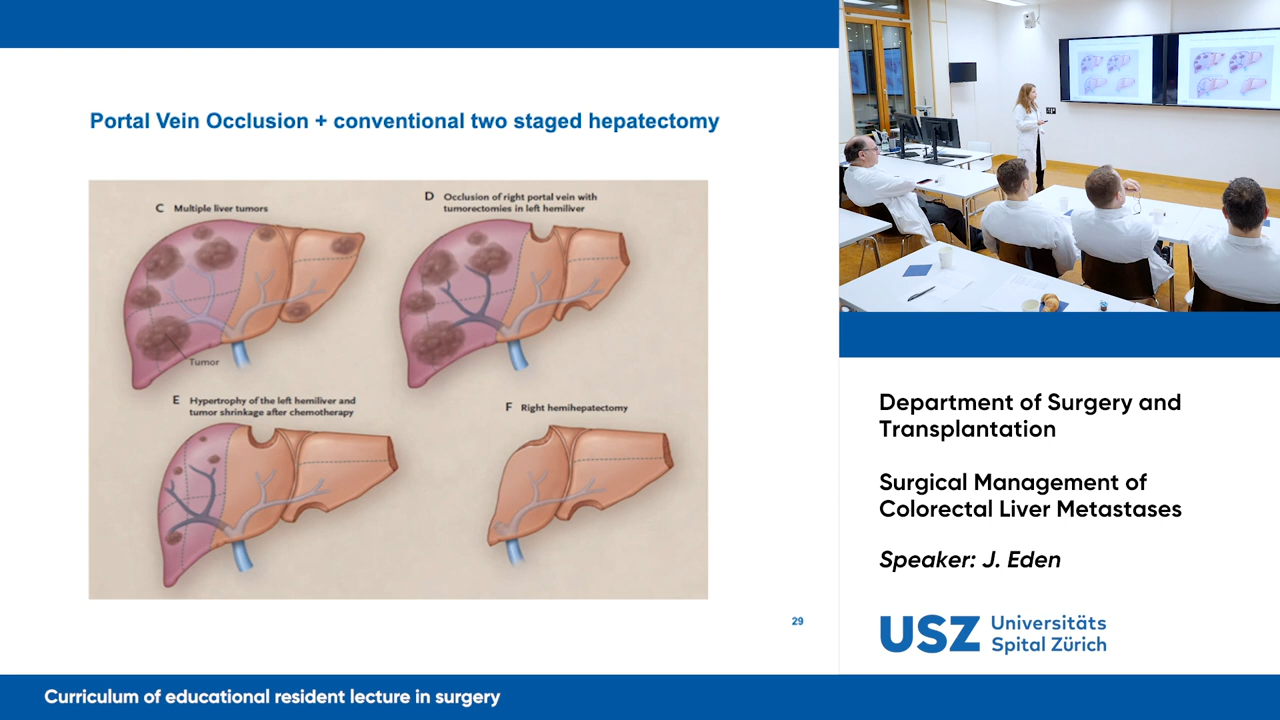 Portal Vein Occlusion + conventional two staged hepatectomy
C Multiple liver tumors
D Occlusion of right portal vein with
tumorectomies in left hemiliver
Tumor
E Hypertrophy of the left hemiliver and
tumor shrinkage after chemotherapy
F Right hemihepatectomy
29
Department of Surgery and
Transplantation
Surgical Management of
Colorectal Liver Metastases
Speaker: J. Eden
USZ Universitäts
Spital Zürich
Curriculum of educational resident lecture in surgery